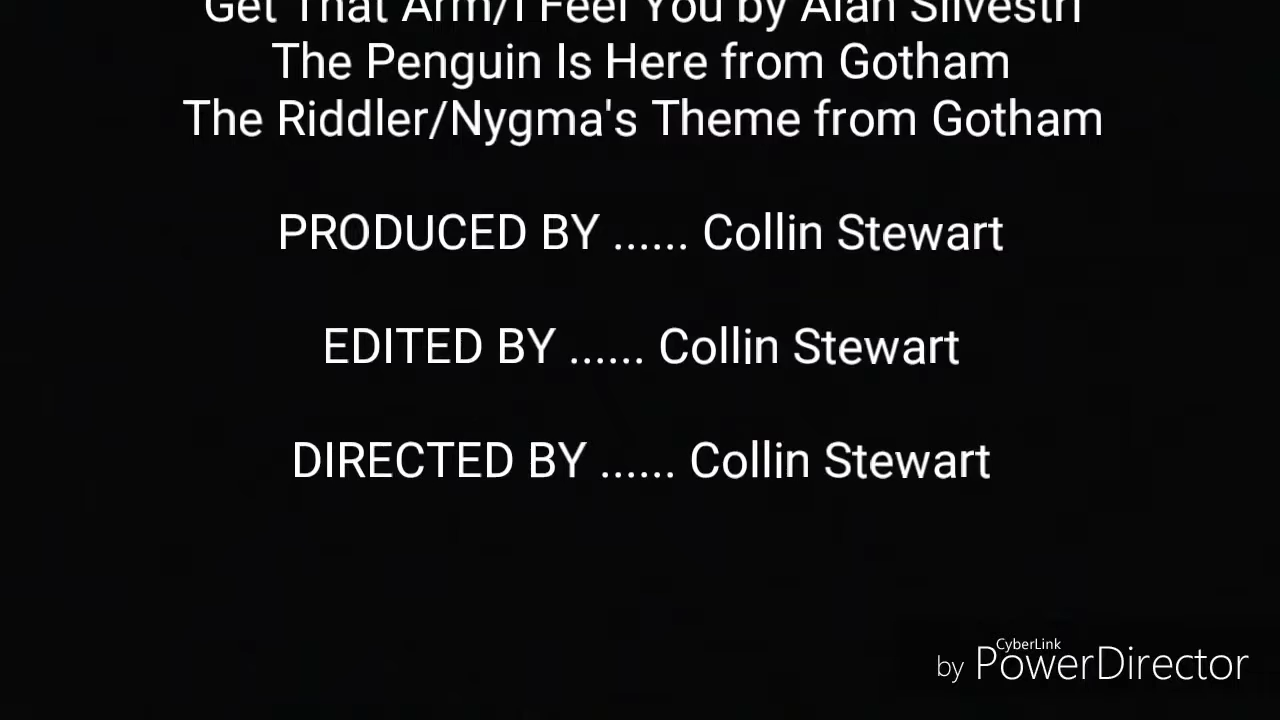 Get That Arm/I Feel You by Alan Silvestri
The Penguin Is Here from Gotham
The Riddler/Nygma's Theme from Gotham
PRODUCED BY ...... Collin Stewart
EDITED BY ...... Collin Stewart
DIRECTED BY ...... Collin Stewart
CyberLink
by PowerDirector